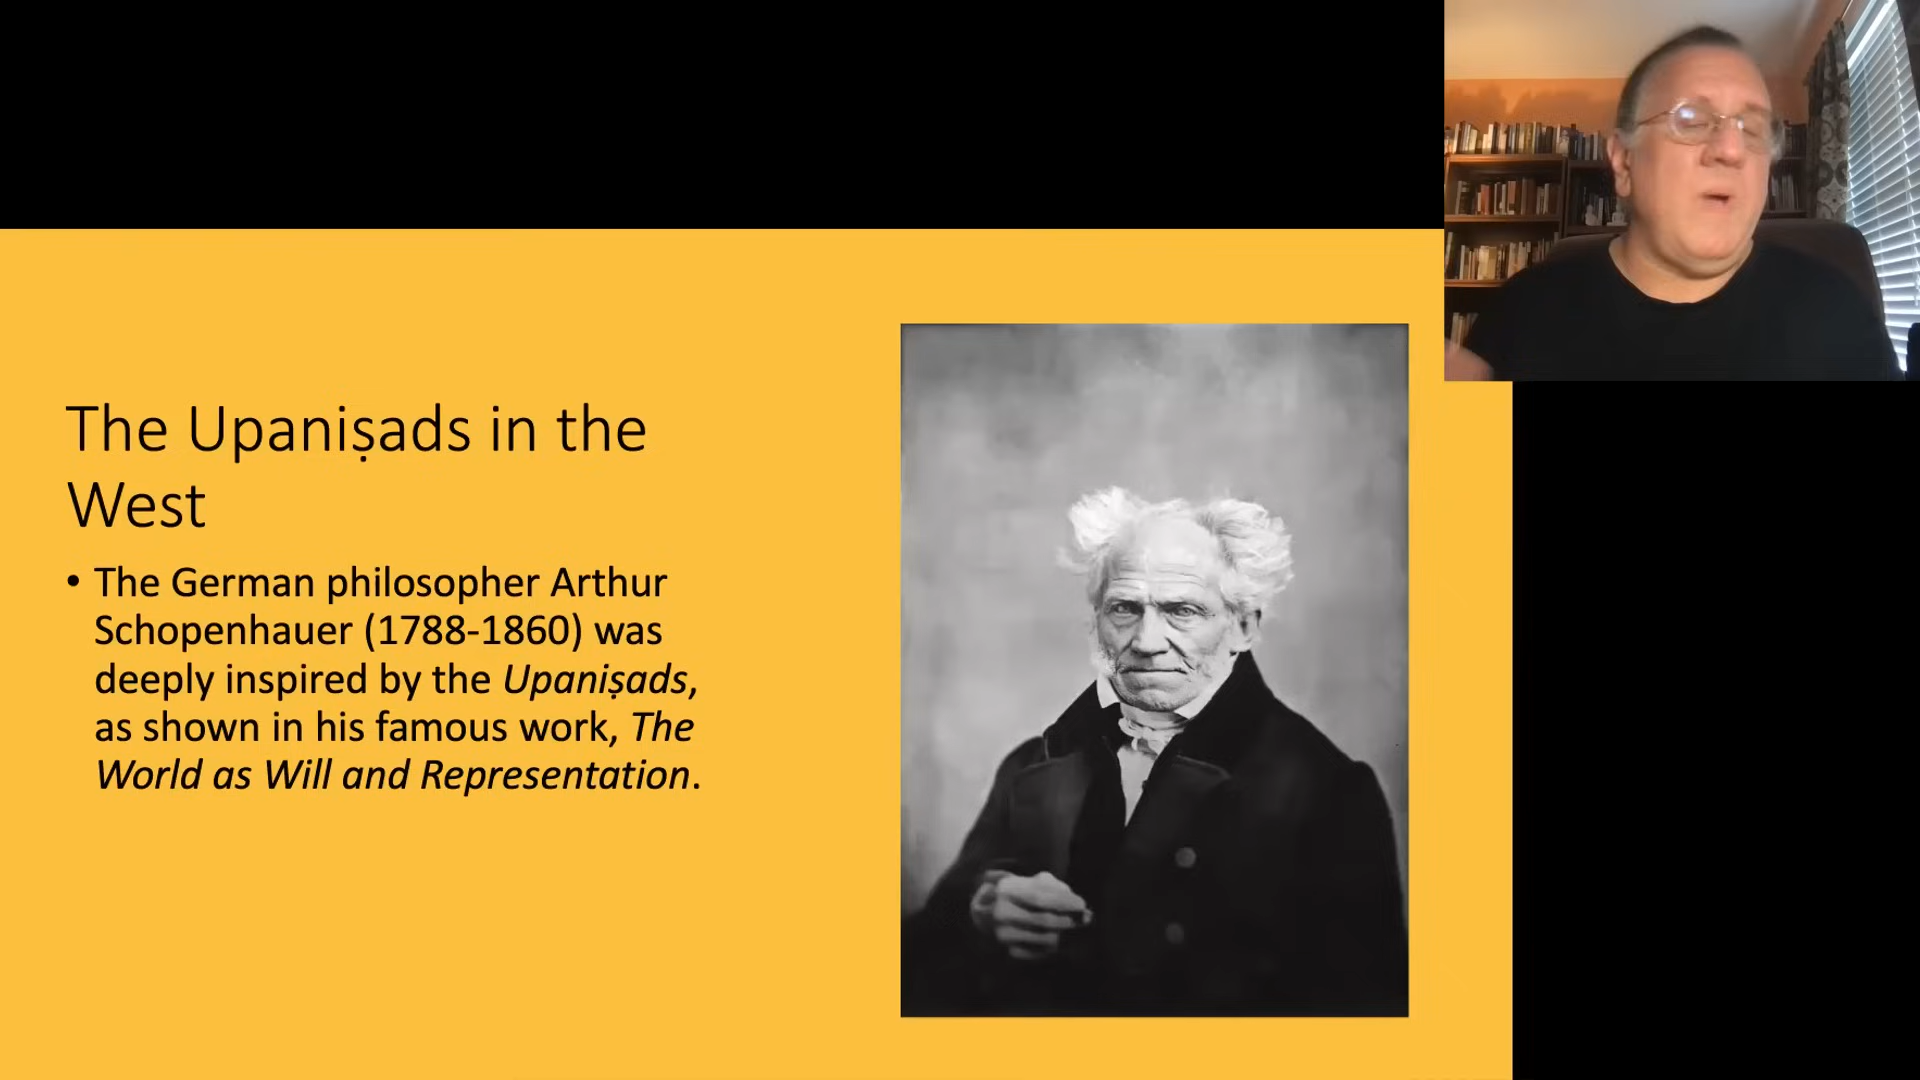 The Upaniṣads in the
West
• The German philosopher Arthur
Schopenhauer (1788-1860) was
deeply inspired by the Upaniṣads,
as shown in his famous work, The
World as Will and Representation.